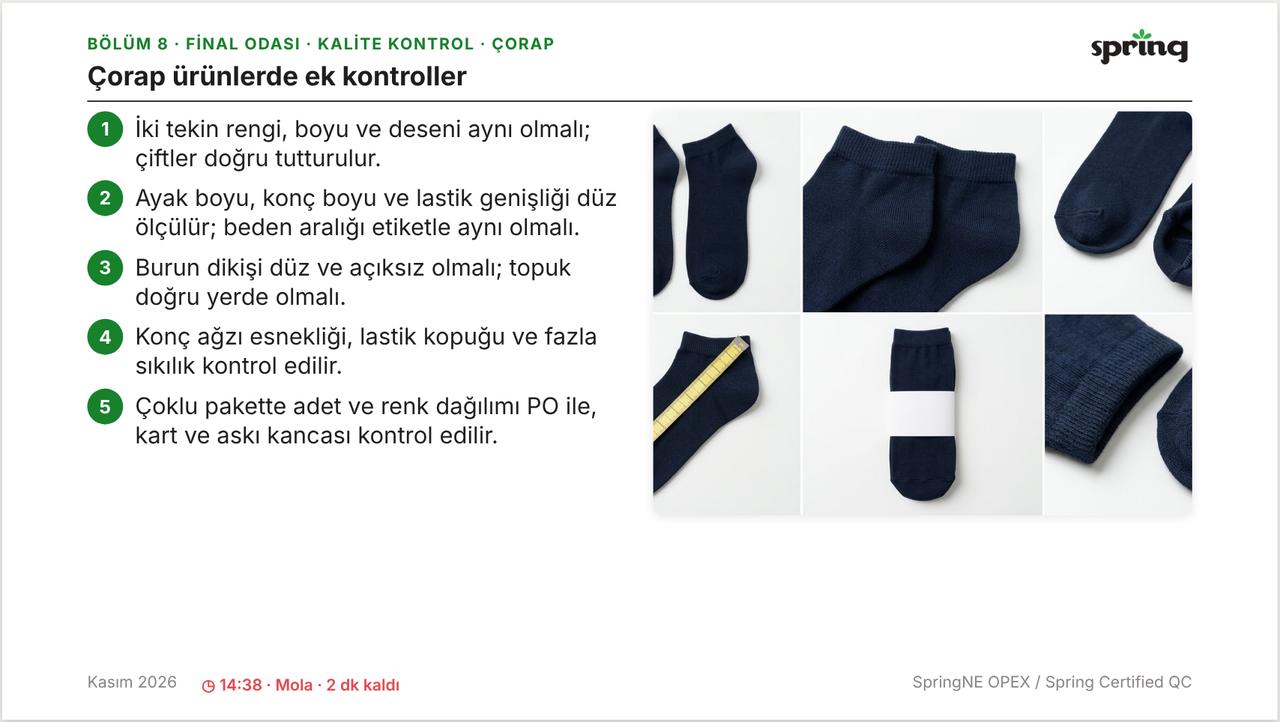 BÖLÜM 8 · FİNAL ODASI · KALİTE KONTROL · ÇORAP
spring
Çorap ürünlerde ek kontroller
1 İki tekin rengi, boyu ve deseni aynı olmalı;
çiftler doğru tutturulur.
2 Ayak boyu, konç boyu ve lastik genişliği düz
ölçülür; beden aralığı etiketle aynı olmalı.
3 Burun dikişi düz ve açıksız olmalı; topuk
doğru yerde olmalı.
4 Konç ağzı esnekliği, lastik kopuğu ve fazla
sıkılık kontrol edilir.
5 Çoklu pakette adet ve renk dağılımı PO ile,
kart ve askı kancası kontrol edilir.
Kasım 2026
14:38 · Mola · 2 dk kaldı
SpringNE OPEX / Spring Certified QC